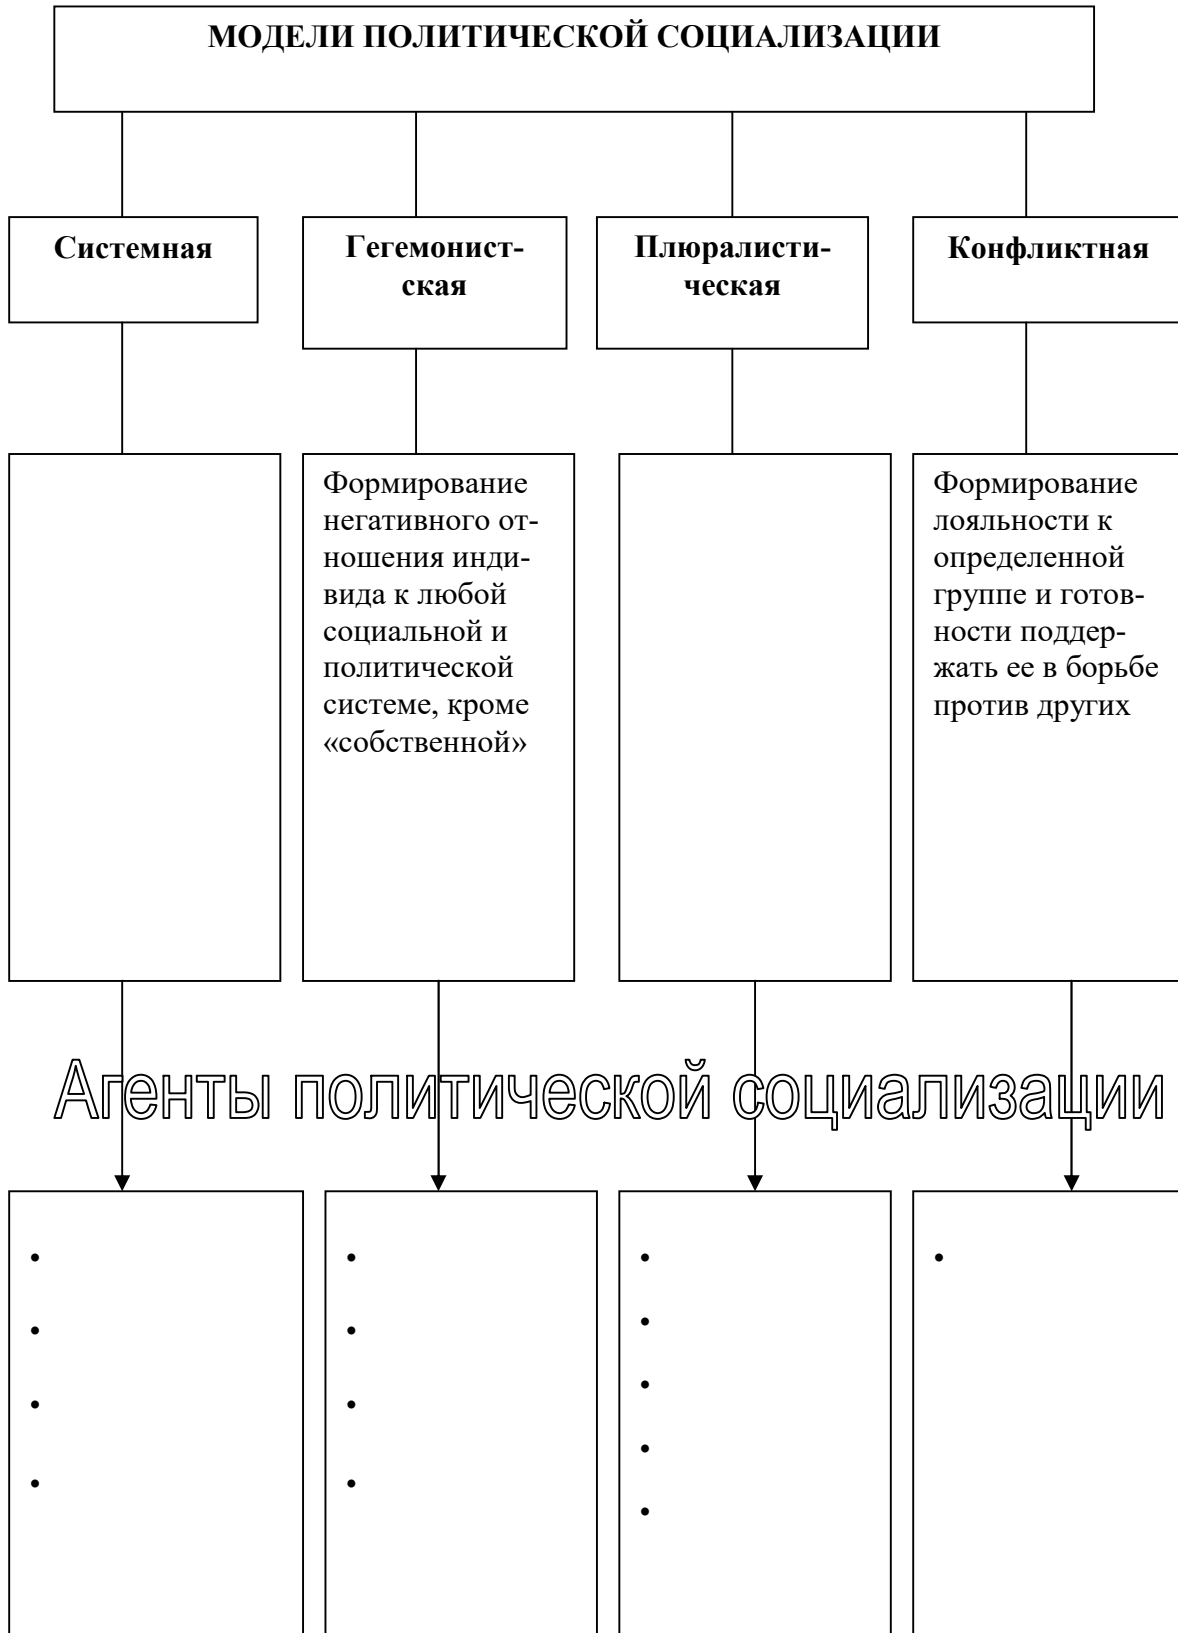 МОДЕЛИ ПОЛИТИЧЕСКОЙ СОЦИАЛИЗАЦИИ
Системная
Гегемонист-
ская
Плюралисти-
ческая
Конфликтная
Формирование
негативного от-
ношения инди-
вида к любой
социальной и
политической
системе, кроме
«собственной»
Формирование
лояльности к
определенной
группе и готов-
ности поддер-
жать ее в борьбе
против других
Агенты политической социализации